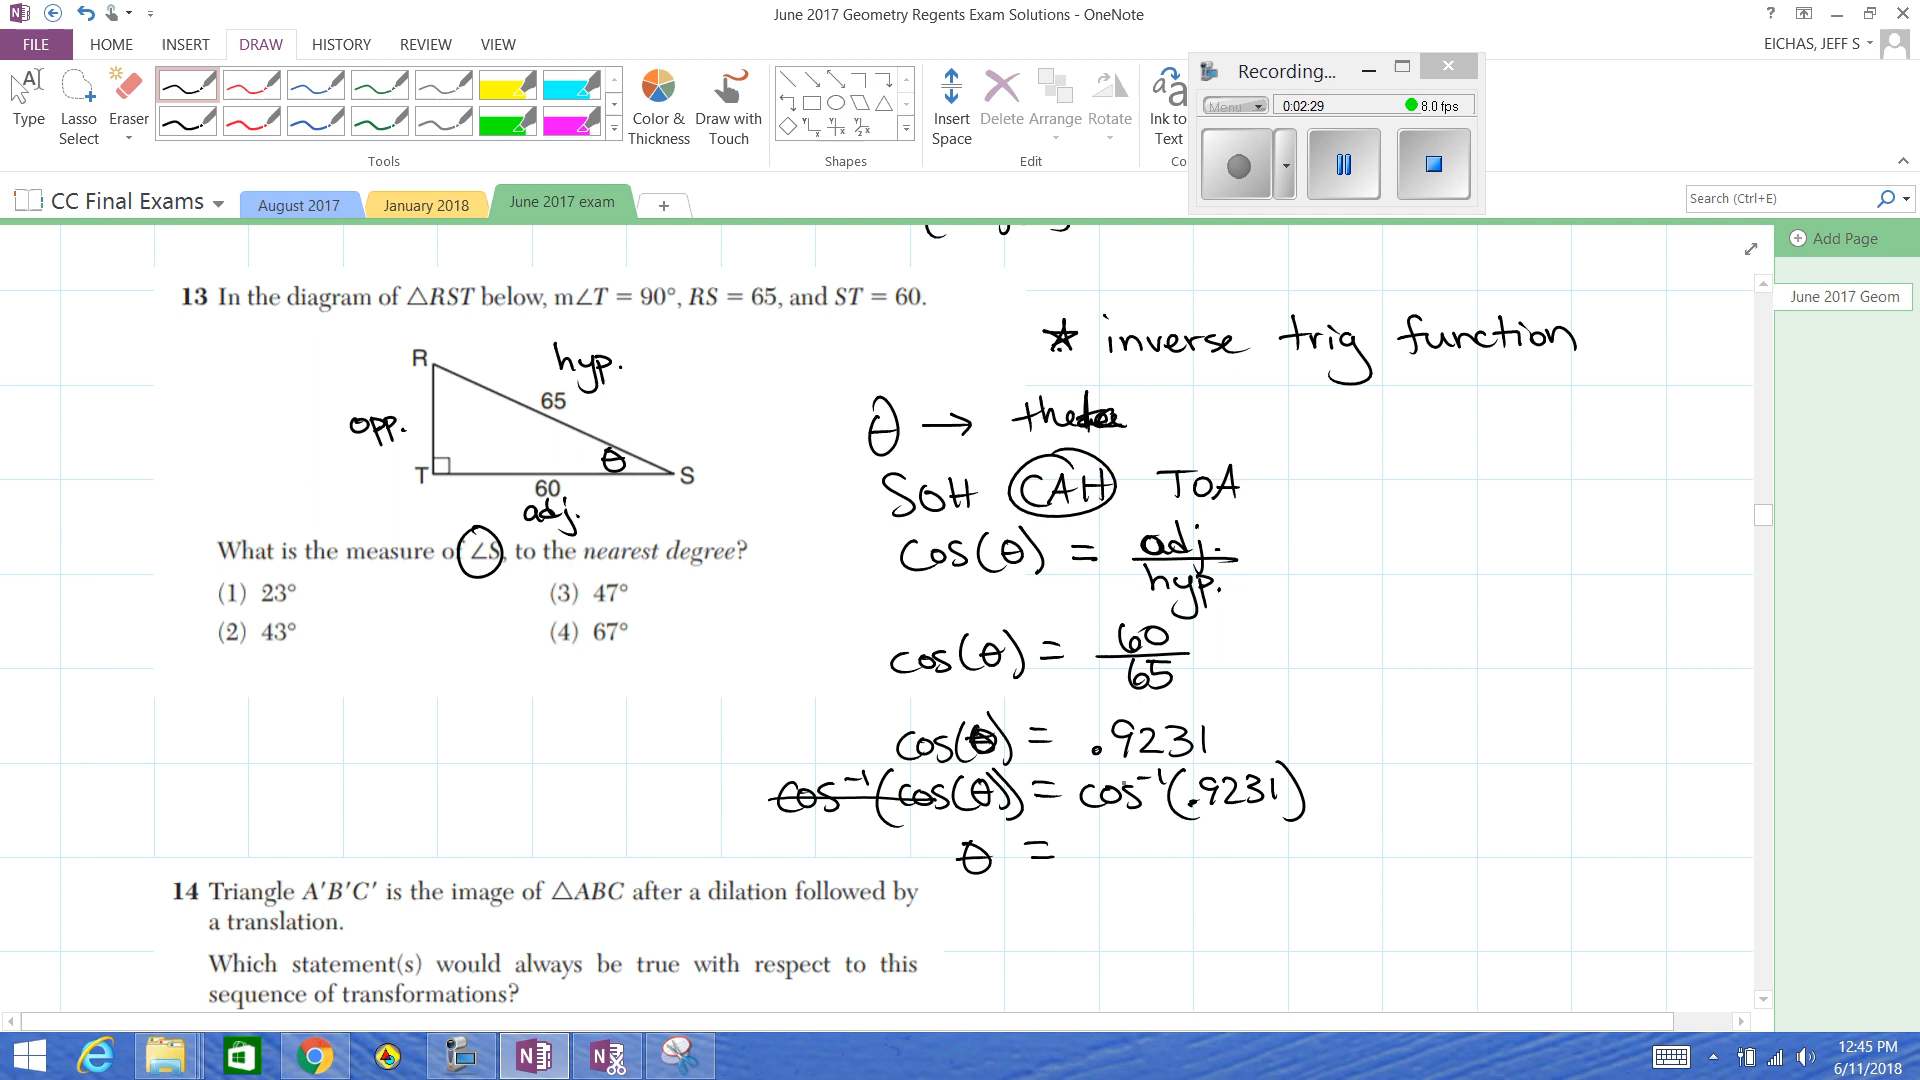 June 2017 Geometry Regents Exam Solutions - OneNote
?
FILE HOME INSERT DRAW HISTORY REVIEW VIEW
EICHAS, JEFF S
Recording...
Menu 0:02:29 8.0 fps
Type
Lasso Select
Eraser
Color & Thickness
Draw with Touch
Insert Space
Delete
Arrange
Rotate
Ink to Text
Tools
Shapes
Edit
Co
CC Final Exams
August 2017
January 2018
June 2017 exam
+
Search (Ctrl+E)
Add Page
June 2017 Geom
13 In the diagram of △RST below, m∠T = 90°, RS = 65, and ST = 60.
R
hyp.
65
opp.
T
θ
S
60
adj.
What is the measure of ∠S, to the nearest degree?
(1) 23° (3) 47°
(2) 43° (4) 67°
* inverse trig function
θ → theta
SOH CAH TOA
cos(θ) = adj. / hyp.
cos(θ) = 60 / 65
cos(θ) = .9231
cos⁻¹(cos(θ)) = cos⁻¹(.9231)
θ =
14 Triangle A′B′C′ is the image of △ABC after a dilation followed by
a translation.
Which statement(s) would always be true with respect to this
sequence of transformations?
12:45 PM
6/11/2018